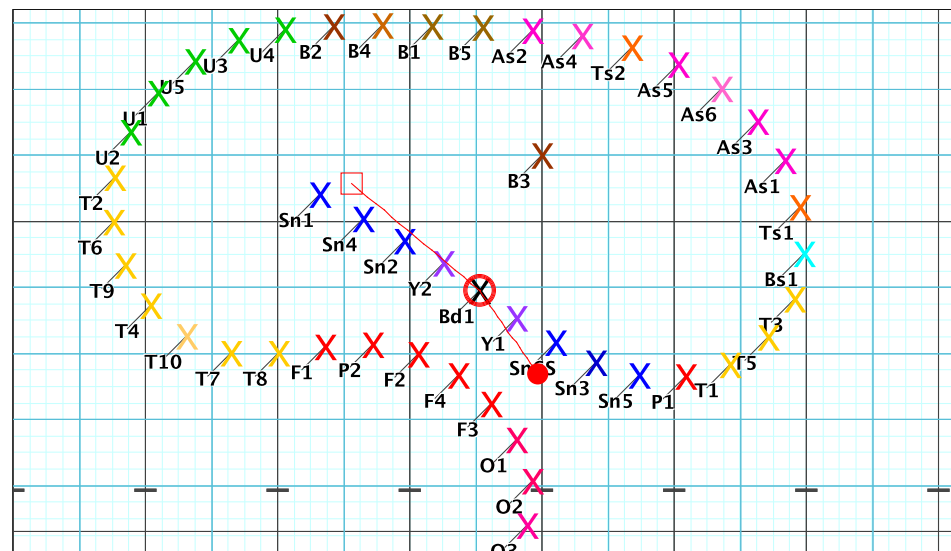 U3
U4
B2
B4
B1
B5
As2
As4
Ts2
U5
As5
U1
As6
U2
As3
B3
As1
T2
Sn1
Ts1
T6
Sn4
Sn2
Y2
Bs1
T9
Bd1
T4
T3
Y1
T10
T7
T8
F1
P2
F2
T5
F4
Sn3
Sn5
P1
T1
F3
O1
O2
O3